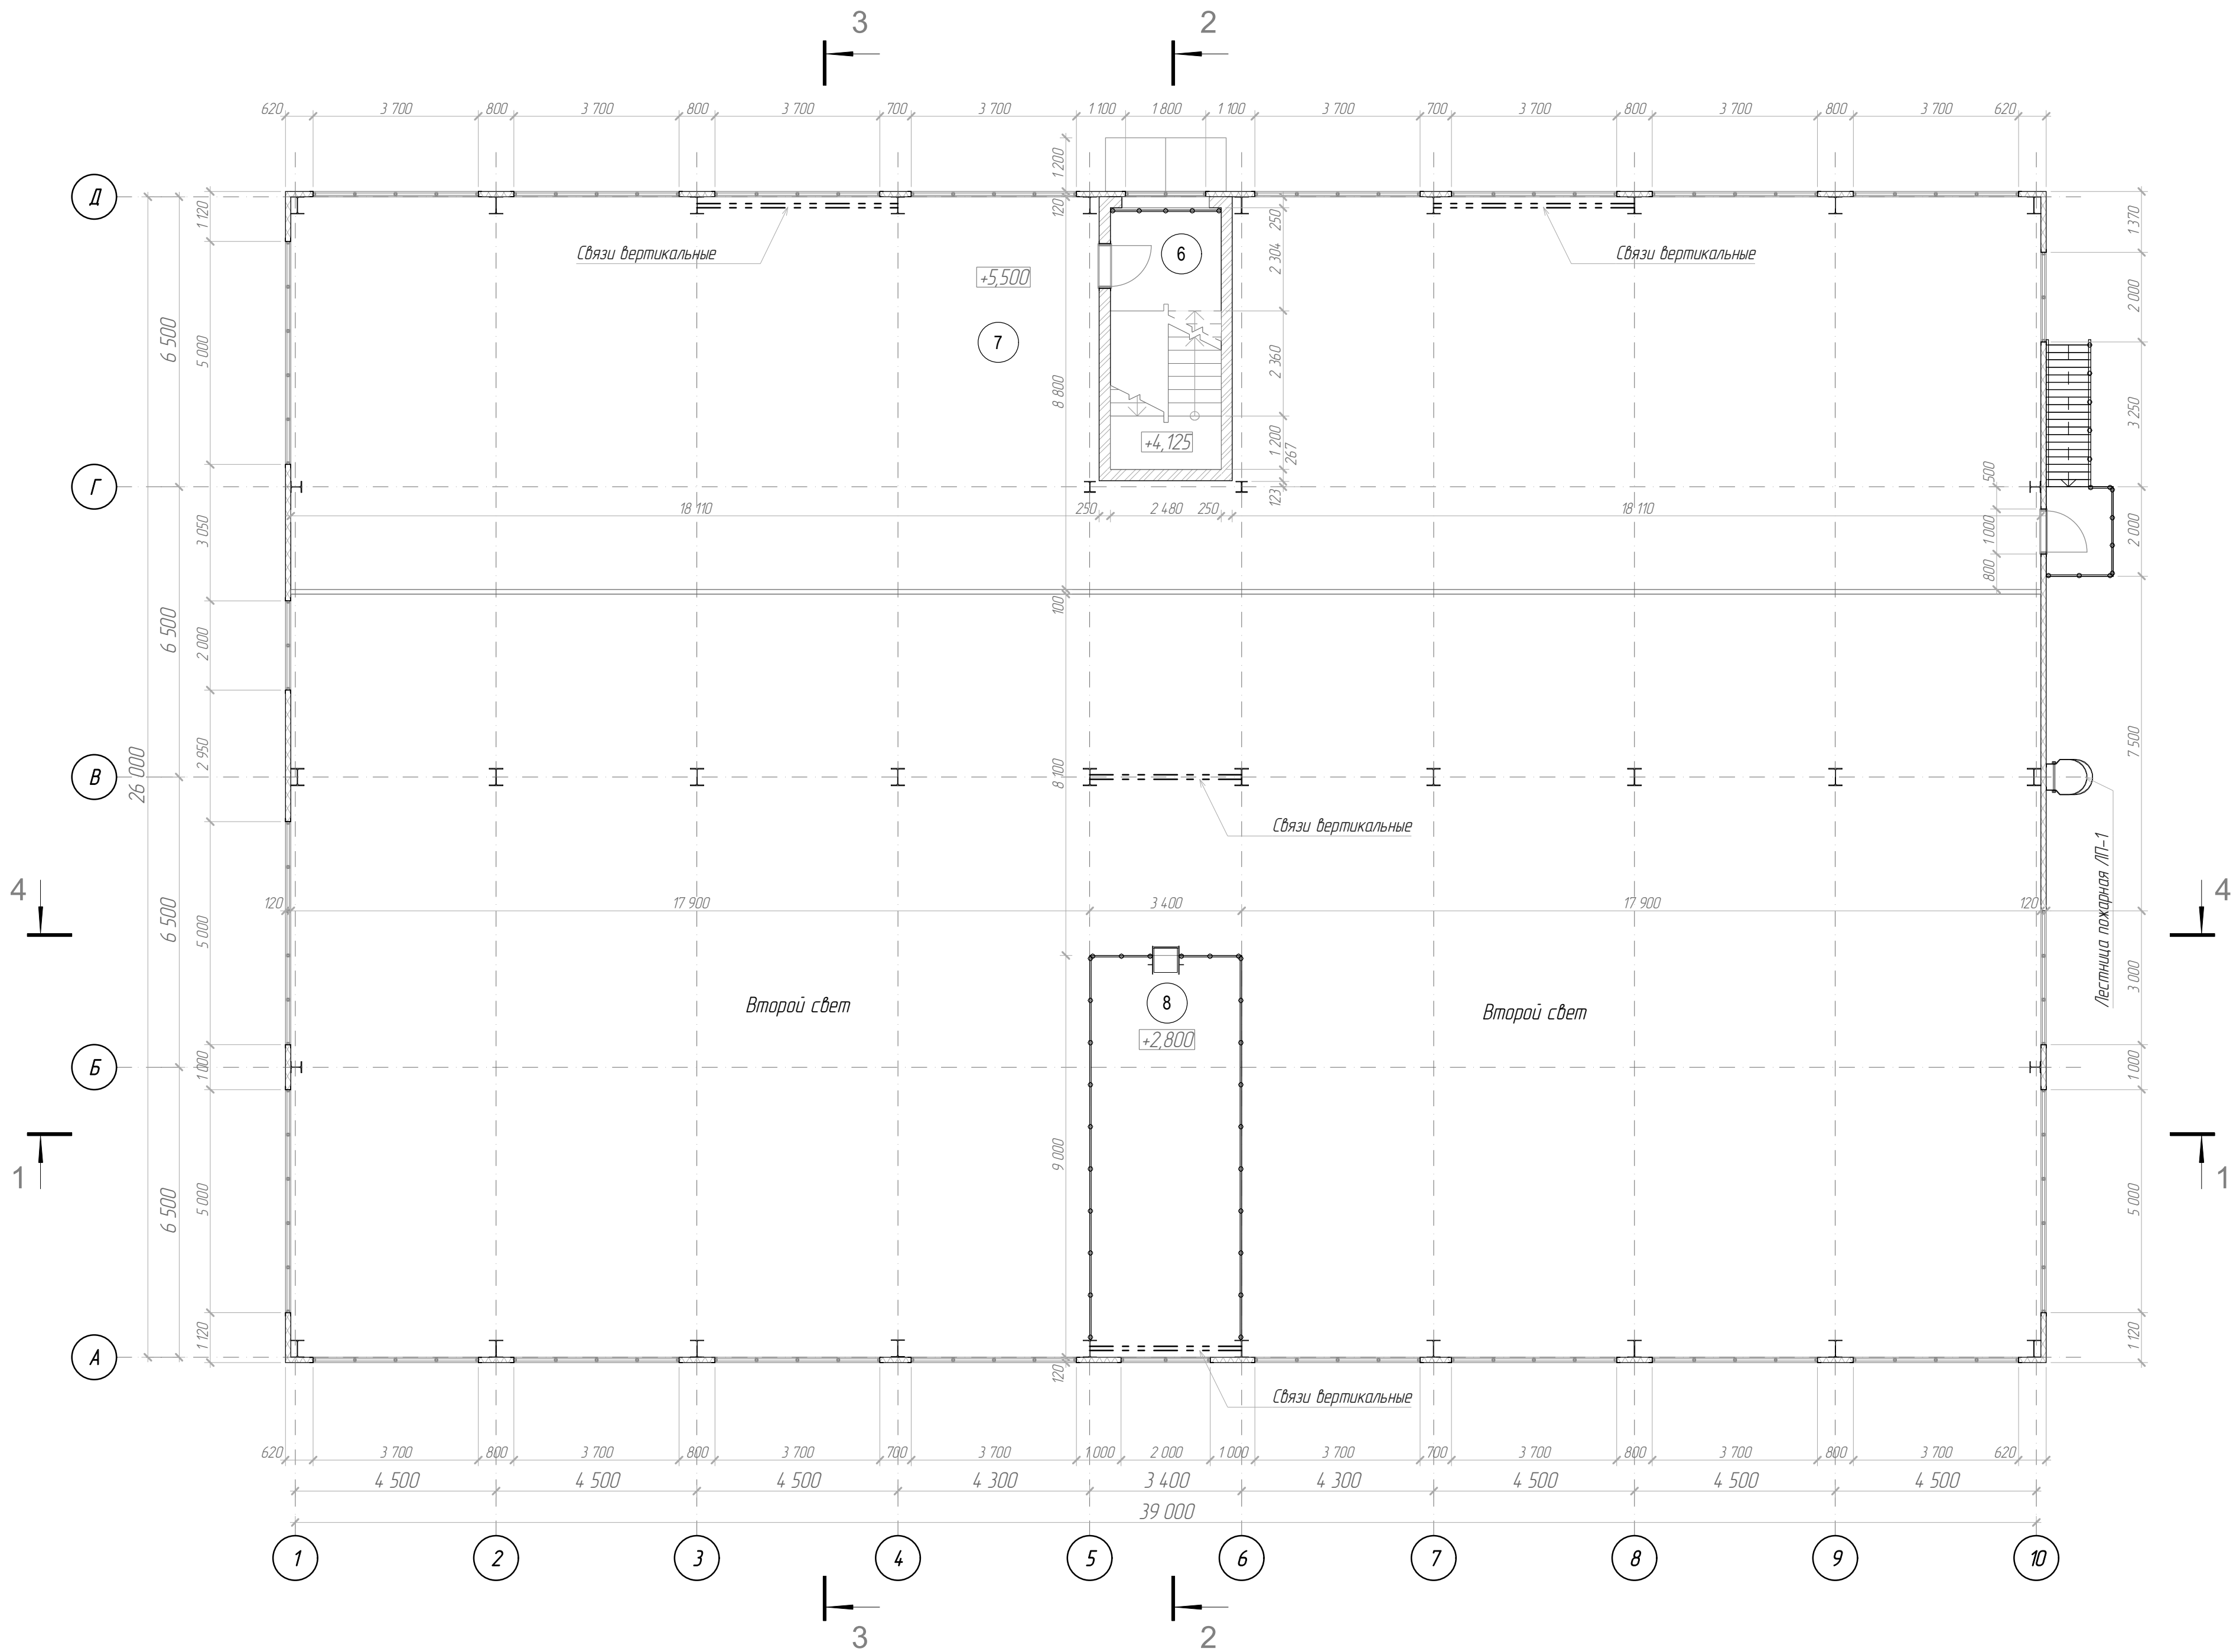 3 2
620 3 700 800 3 700 800 3 700 700 3 700 1 100 1 800 1 100 3 700 700 3 700 800 3 700 800 3 700 620
1 200
Д
1 120 120 250 1 370
Связи вертикальные 6 Связи вертикальные
2 304
+5,500
2 000
6 500 7
5 000 2 360
8 800
3 250
+4,125 1 200
267
Г
500
123
18 110 250 2 480 250 18 110
3 050 1 000 2 000
800
100
6 500 2 000
7 500
2 950
26 000 В 8 100
Связи вертикальные
Лестница пожарная ЛП-1
4 4
120 17 900 3 400 17 900 120
6 500 5 000
3 000
Второй свет 8 Второй свет
+2,800
Б 1 000 1 000
9 000
1 1
6 500 5 000 5 000
1 120 1 120
А
120
Связи вертикальные
620 3 700 800 3 700 800 3 700 700 3 700 1 000 2 000 1 000 3 700 700 3 700 800 3 700 800 3 700 620
4 500 4 500 4 500 4 300 3 400 4 300 4 500 4 500 4 500
39 000
1 2 3 4 5 6 7 8 9 10
3 2